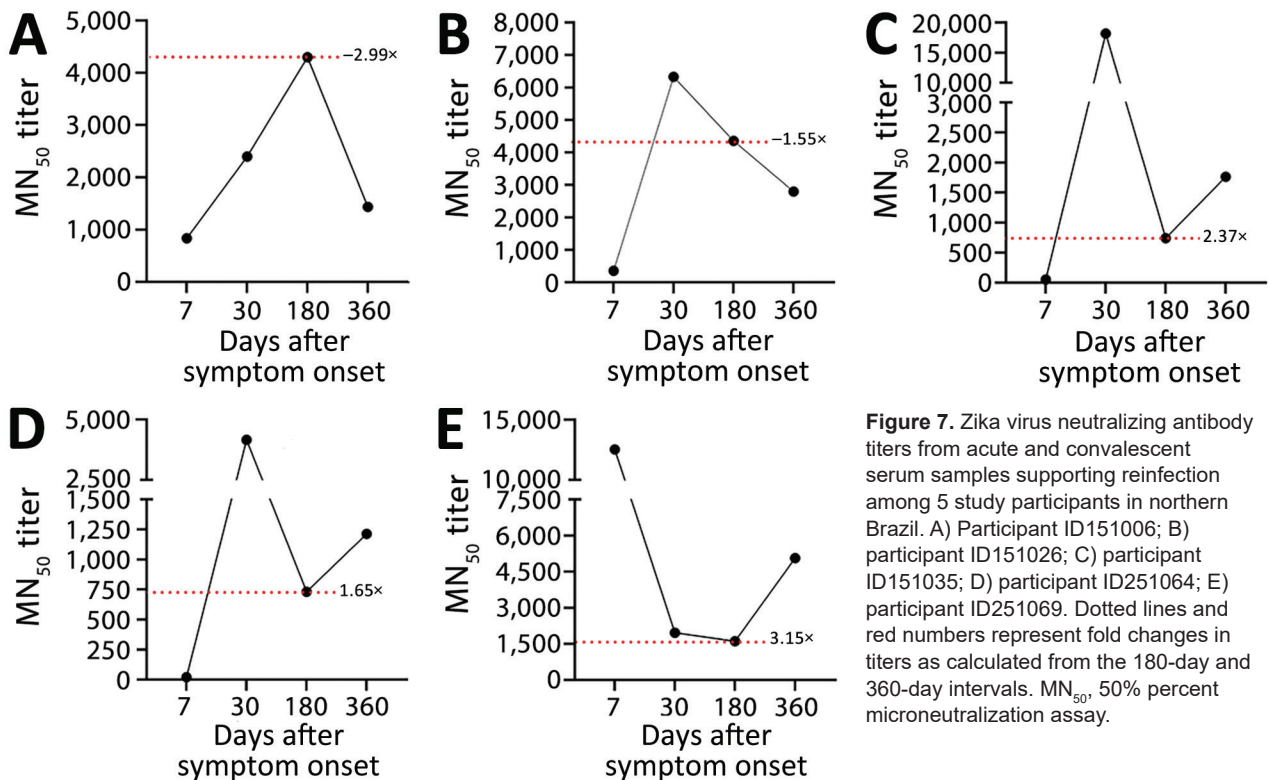 A
MN50 titer
5,000
4,000
3,000
2,000
1,000
0
−2.99×
7 30 180 360
Days after
symptom onset
B
MN50 titer
8,000
7,000
6,000
5,000
4,000
3,000
2,000
1,000
0
−1.55×
7 30 180 360
Days after
symptom onset
C
MN50 titer
20,000
15,000
10,000
3,000
2,500
2,000
1,500
1,000
500
0
2.37×
7 30 180 360
Days after
symptom onset
D
MN50 titer
5,000
2,500
1,500
1,250
1,000
750
500
250
0
1.65×
7 30 180 360
Days after
symptom onset
E
MN50 titer
15,000
10,000
7,500
6,000
4,500
3,000
1,500
0
3.15×
7 30 180 360
Days after
symptom onset
Figure 7. Zika virus neutralizing antibody
titers from acute and convalescent
serum samples supporting reinfection
among 5 study participants in northern
Brazil. A) Participant ID151006; B)
participant ID151026; C) participant
ID151035; D) participant ID251064; E)
participant ID251069. Dotted lines and
red numbers represent fold changes in
titers as calculated from the 180-day and
360-day intervals. MN50, 50% percent
microneutralization assay.